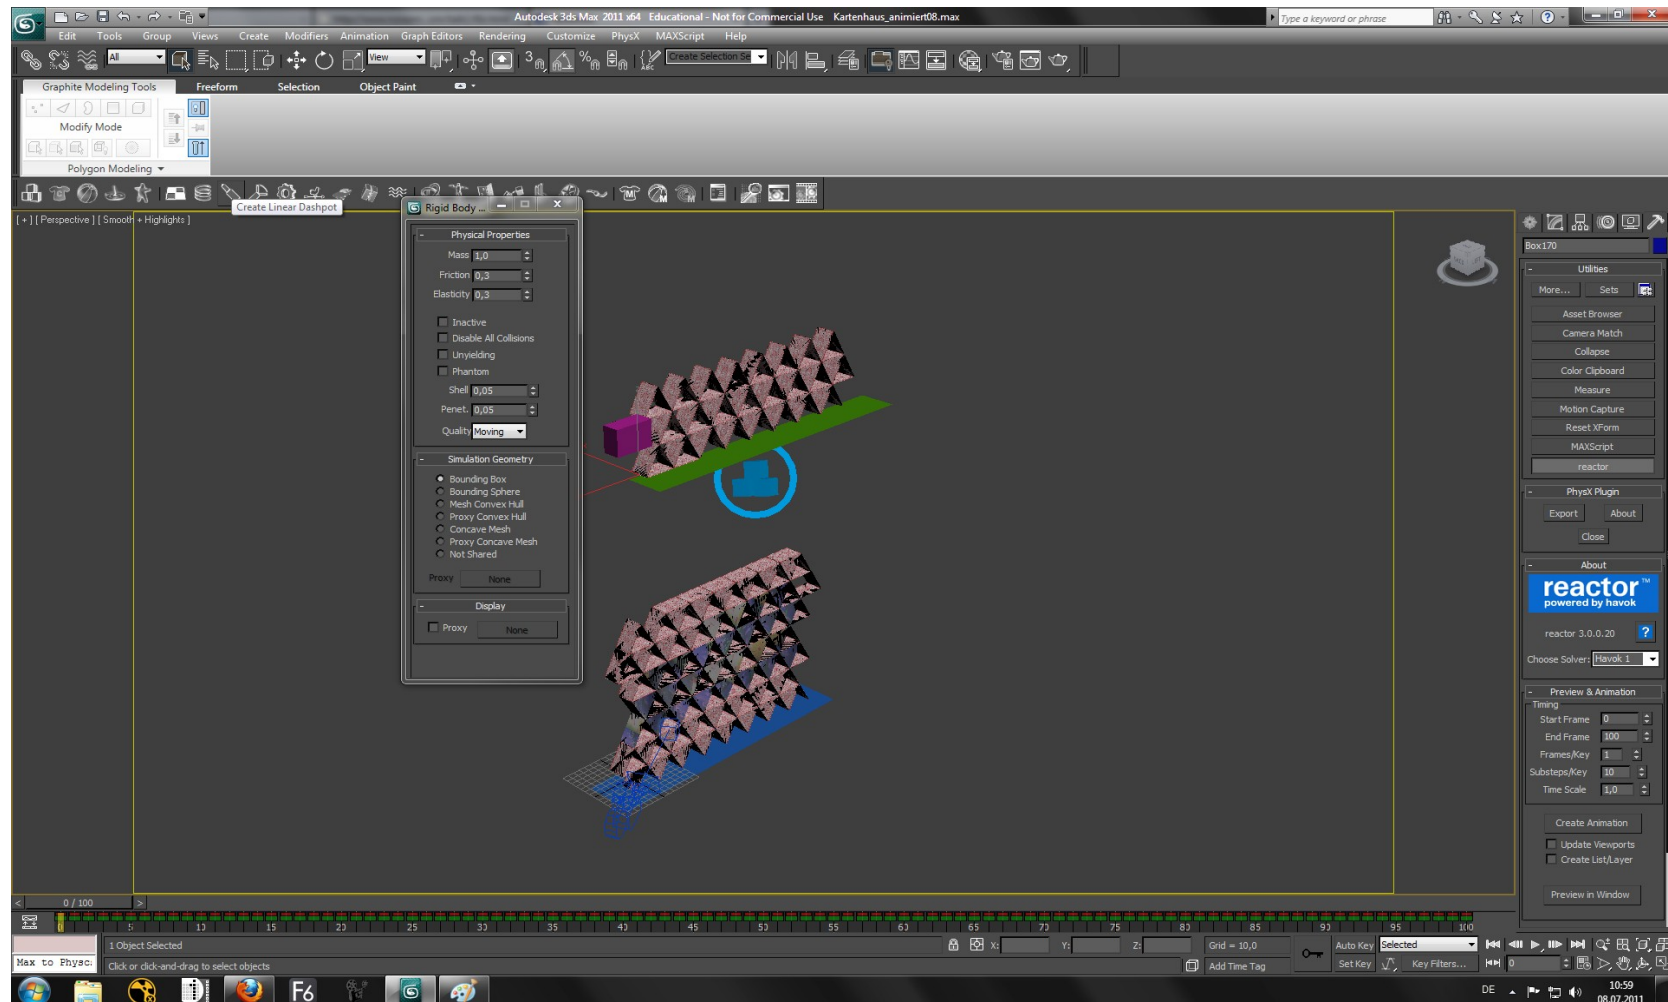 Autodesk 3ds Max 2011 x64 Educational - Not for Commercial Use Kartenhaus_animiert08.max
Type a keyword or phrase
Edit Tools Group Views Create Modifiers Animation Graph Editors Rendering Customize PhysX MAXScript Help
All View Create Selection Se
Graphite Modeling Tools Freeform Selection Object Paint
Modify Mode
Polygon Modeling
Create Linear Dashpot
[ + ] [ Perspective ] [ Smooth + Highlights ]
Rigid Body ...
- Physical Properties
Mass 1,0
Friction 0,3
Elasticity 0,3
Inactive
Disable All Collisions
Unyielding
Phantom
Shell 0,05
Penet. 0,05
Quality Moving
- Simulation Geometry
Bounding Box
Bounding Sphere
Mesh Convex Hull
Proxy Convex Hull
Concave Mesh
Proxy Concave Mesh
Not Shared
Proxy None
- Display
Proxy None
Box170
- Utilities
More... Sets
Asset Browser
Camera Match
Collapse
Color Clipboard
Measure
Motion Capture
Reset XForm
MAXScript
reactor
- PhysX Plugin
Export About
Close
- About
reactor™
powered by havok
reactor 3.0.0.20 ?
Choose Solver: Havok 1
- Preview & Animation
Timing
Start Frame 0
End Frame 100
Frames/Key 1
Substeps/Key 10
Time Scale 1,0
Create Animation
Update Viewports
Create List/Layer
Preview in Window
< 0 / 100 >
0 5 10 15 20 25 30 35 40 45 50 55 60 65 70 75 80 85 90 95 100
1 Object Selected X: Y: Z: Grid = 10,0 Auto Key Selected
Max to Physc. Click or click-and-drag to select objects Add Time Tag Set Key Key Filters... 0
F6 DE 10:59
08.07.2011